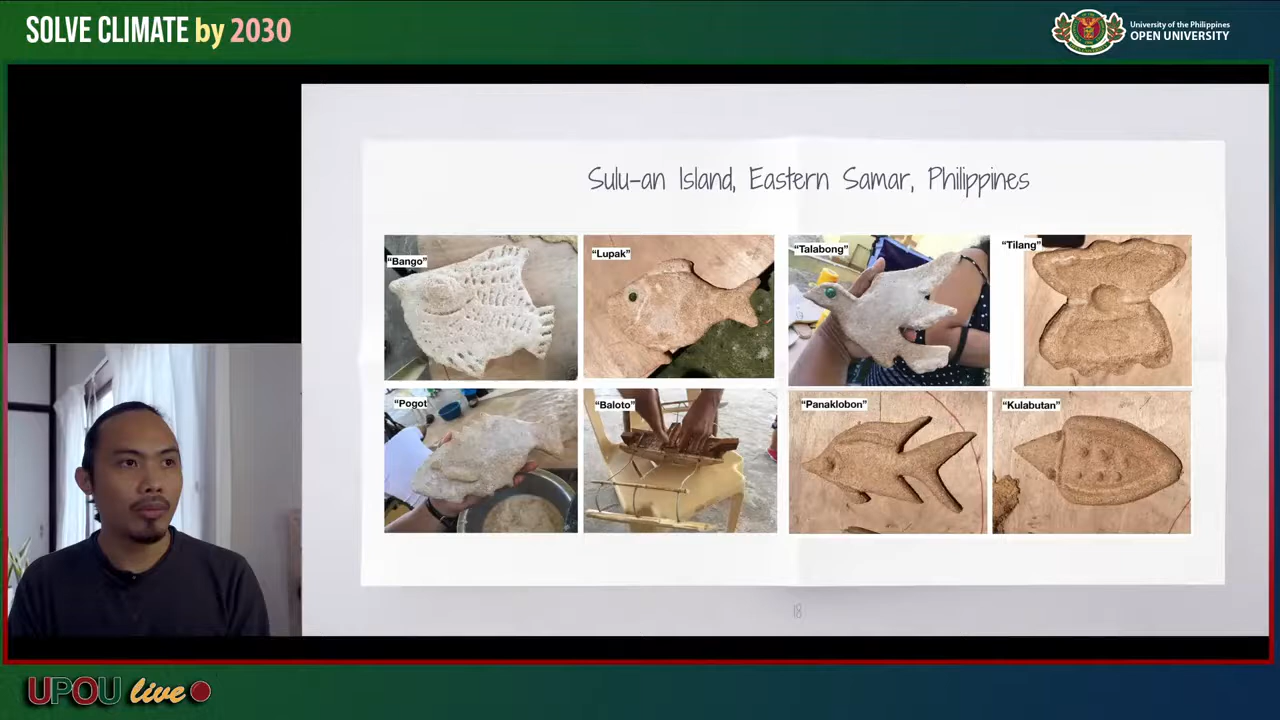 SOLVE CLIMATE by 2030
University of the Philippines
OPEN UNIVERSITY
Sulu-an Island, Eastern Samar, Philippines
"Bango"
"Lupak"
"Talabong"
"Tilang"
"Pogot
"Baloto"
"Panaklobon"
"Kulabutan"
18
UPOU live